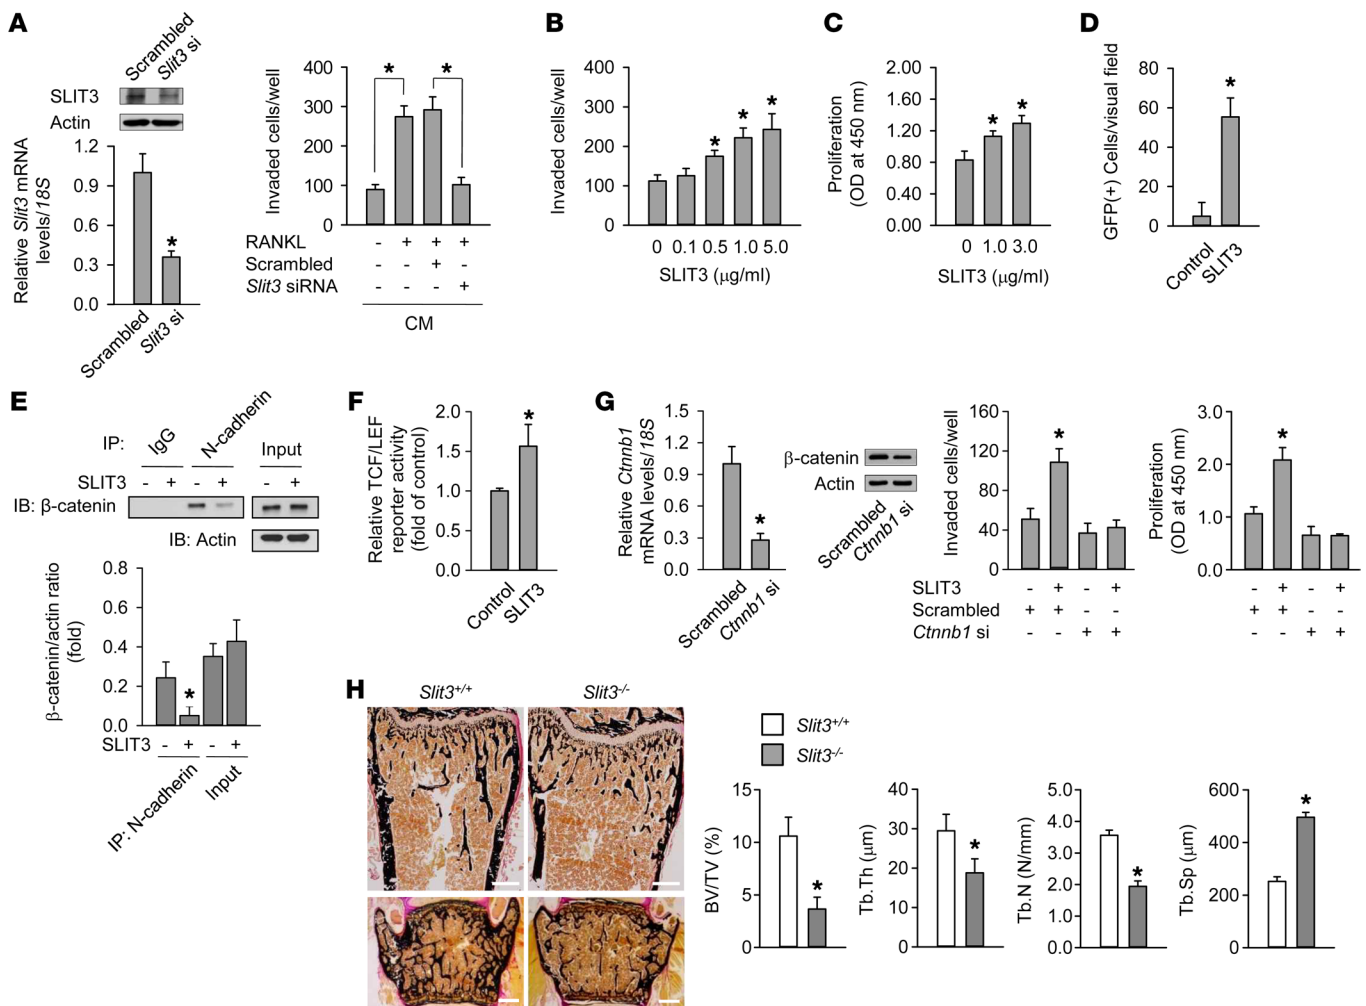 A
Scrambled
Slit3 si
SLIT3
Actin
Relative Slit3 mRNA
levels/18S
1.2
0.9
0.6
0.3
0.0
*
Scrambled
Slit3 si
Invaded cells/well
400
300
200
100
0
* *
RANKL - + + +
Scrambled - - + -
Slit3 siRNA - - - +
CM
B
Invaded cells/well
400
300
200
100
0
* * *
0 0.1 0.5 1.0 5.0
SLIT3 (μg/ml)
C
Proliferation
(OD at 450 nm)
2.00
1.60
1.20
0.80
0.40
0.00
* *
0 1.0 3.0
SLIT3 (μg/ml)
D
GFP(+) Cells/visual field
80
60
40
20
0
*
Control
SLIT3
E
IP: IgG N-cadherin Input
SLIT3 - + - + - +
IB: β-catenin
IB: Actin
β-catenin/actin ratio
(fold)
0.8
0.6
0.4
0.2
0.0
*
SLIT3 - + - +
IP: N-cadherin
Input
F
Relative TCF/LEF
reporter activity
(fold of control)
2.0
1.5
1.0
0.5
0.0
*
Control
SLIT3
G
Relative Ctnnb1
mRNA levels/18S
1.5
1.2
0.9
0.6
0.3
0.0
*
Scrambled
Ctnnb1 si
β-catenin
Actin
Scrambled
Ctnnb1 si
Invaded cells/well
160
120
80
40
0
*
SLIT3 - + - +
Scrambled + + - -
Ctnnb1 si - - + +
Proliferation
(OD at 450 nm)
3.0
2.0
1.0
0.0
*
- + - +
+ + - -
- - + +
H
Slit3+/+
Slit3-/-
Slit3+/+
Slit3-/-
BV/TV (%)
15
10
5
0
*
Tb.Th (μm)
40
30
20
10
0
*
Tb.N (N/mm)
5.0
4.0
3.0
2.0
1.0
0.0
*
Tb.Sp (μm)
600
400
200
0
*